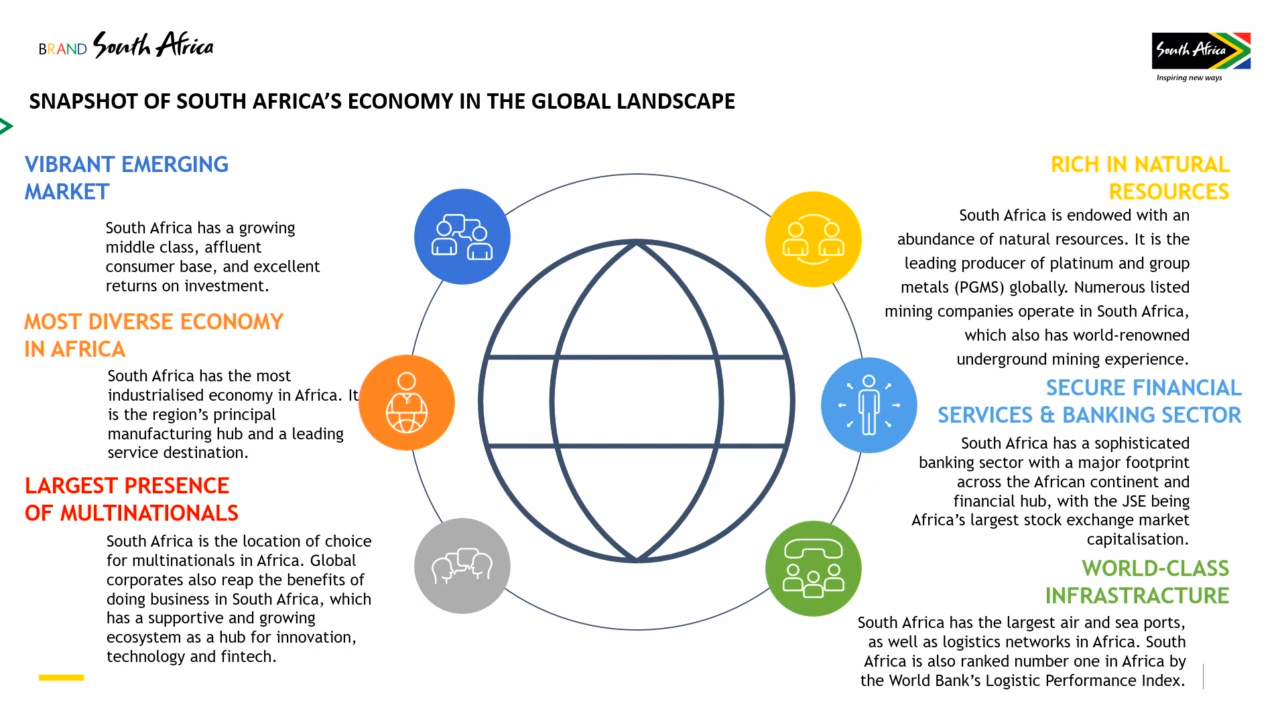 BRAND South Africa
South Africa
Inspiring new ways
SNAPSHOT OF SOUTH AFRICA'S ECONOMY IN THE GLOBAL LANDSCAPE
VIBRANT EMERGING
MARKET
South Africa has a growing
middle class, affluent
consumer base, and excellent
returns on investment.
MOST DIVERSE ECONOMY
IN AFRICA
South Africa has the most
industrialised economy in Africa. It
is the region's principal
manufacturing hub and a leading
service destination.
LARGEST PRESENCE
OF MULTINATIONALS
South Africa is the location of choice
for multinationals in Africa. Global
corporates also reap the benefits of
doing business in South Africa, which
has a supportive and growing
ecosystem as a hub for innovation,
technology and fintech.
RICH IN NATURAL
RESOURCES
South Africa is endowed with an
abundance of natural resources. It is the
leading producer of platinum and group
metals (PGMS) globally. Numerous listed
mining companies operate in South Africa,
which also has world-renowned
underground mining experience.
SECURE FINANCIAL
SERVICES & BANKING SECTOR
South Africa has a sophisticated
banking sector with a major footprint
across the African continent and
financial hub, with the JSE being
Africa's largest stock exchange market
capitalisation.
WORLD-CLASS
INFRASTRACTURE
South Africa has the largest air and sea ports,
as well as logistics networks in Africa. South
Africa is also ranked number one in Africa by
the World Bank's Logistic Performance Index.